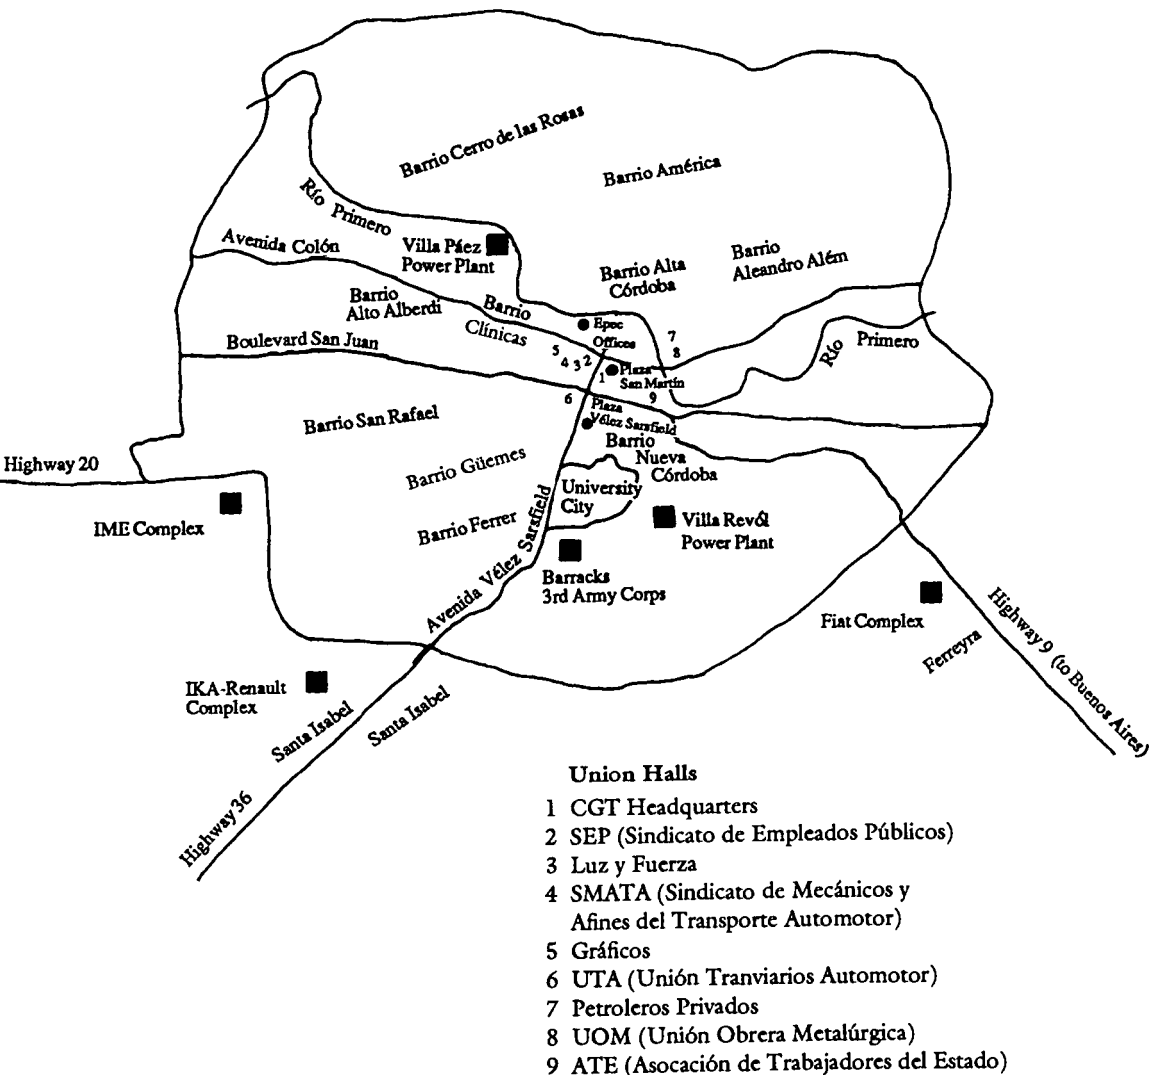 Barrio Cerro de las Rosas
Barrio América
Río Primero
Avenida Colón
Villa Páez
Power Plant
Barrio
Aleandro Além
Barrio Alta
Córdoba
Barrio
Alto Alberdi
Barrio
Clínicas
Epec
Offices
Boulevard San Juan
Río Primero
5
4
3
2
1
7
8
Plaza
San Martín
6
9
Plaza
Vélez Sarsfield
Barrio San Rafael
Barrio
Nueva
Córdoba
Highway 20
Barrio Güemes
University
City
IME Complex
Barrio Ferrer
Avenida Vélez Sarsfield
Villa Revól
Power Plant
Barracks
3rd Army Corps
Fiat Complex
Ferreyra
Highway 9 (to Buenos Aires)
IKA-Renault
Complex
Santa Isabel
Santa Isabel
Highway 36
Union Halls
1 CGT Headquarters
2 SEP (Sindicato de Empleados Públicos)
3 Luz y Fuerza
4 SMATA (Sindicato de Mecánicos y
Afines del Transporte Automotor)
5 Gráficos
6 UTA (Unión Tranviarios Automotor)
7 Petroleros Privados
8 UOM (Unión Obrera Metalúrgica)
9 ATE (Asocación de Trabajadores del Estado)